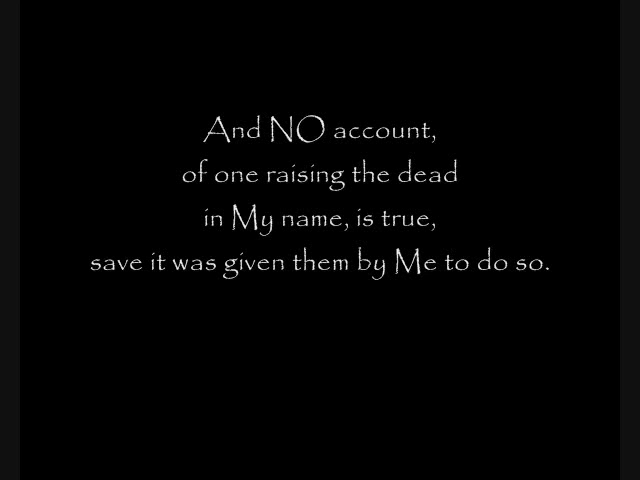 And NO account,
of one raising the dead
in My name, is true,
save it was given them by Me to do so.